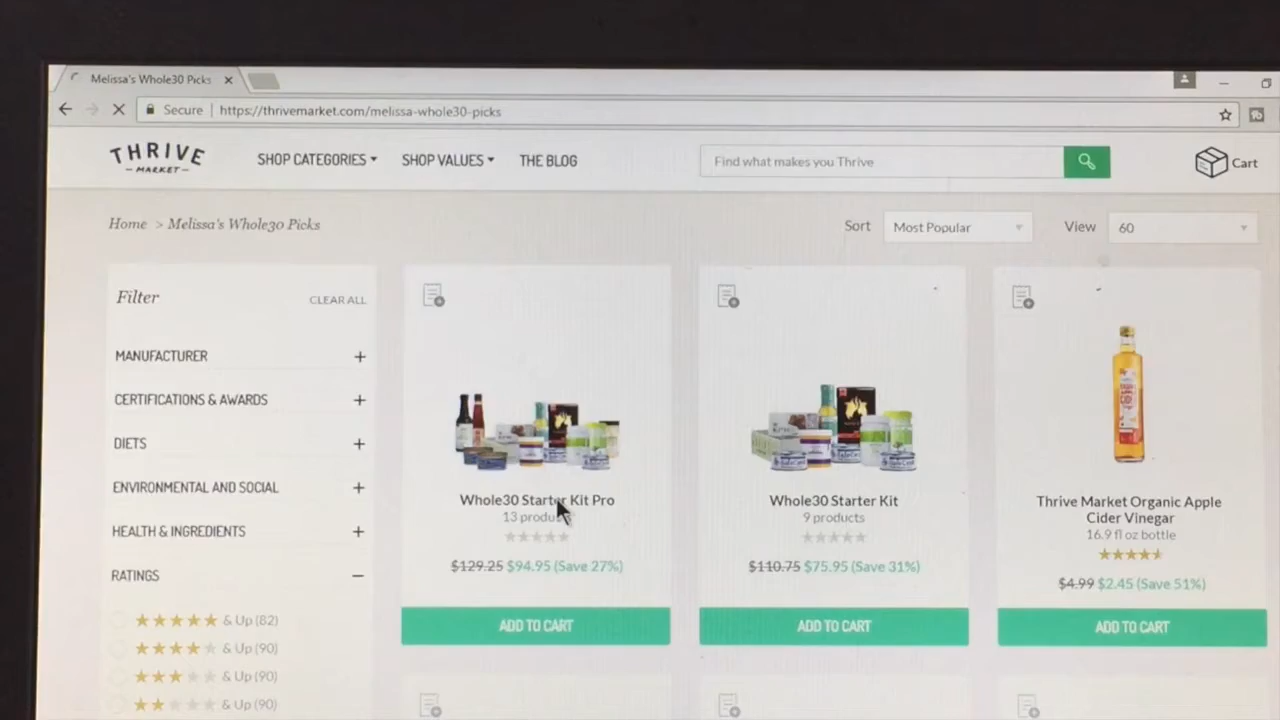 Melissa's Whole30 Picks
Secure | https://thrivemarket.com/melissa-whole30-picks
THRIVE
MARKET
SHOP CATEGORIES
SHOP VALUES
THE BLOG
Find what makes you Thrive
Cart
Home > Melissa's Whole30 Picks
Sort
Most Popular
View
60
Filter
CLEAR ALL
MANUFACTURER +
CERTIFICATIONS & AWARDS +
DIETS +
ENVIRONMENTAL AND SOCIAL +
HEALTH & INGREDIENTS +
RATINGS –
& Up (82)
& Up (90)
& Up (90)
& Up (90)
Whole30 Starter Kit Pro
13 products
$129.25 $94.95 (Save 27%)
ADD TO CART
Whole30 Starter Kit
9 products
$110.75 $75.95 (Save 31%)
ADD TO CART
Thrive Market Organic Apple
Cider Vinegar
16.9 fl oz bottle
$4.99 $2.45 (Save 51%)
ADD TO CART